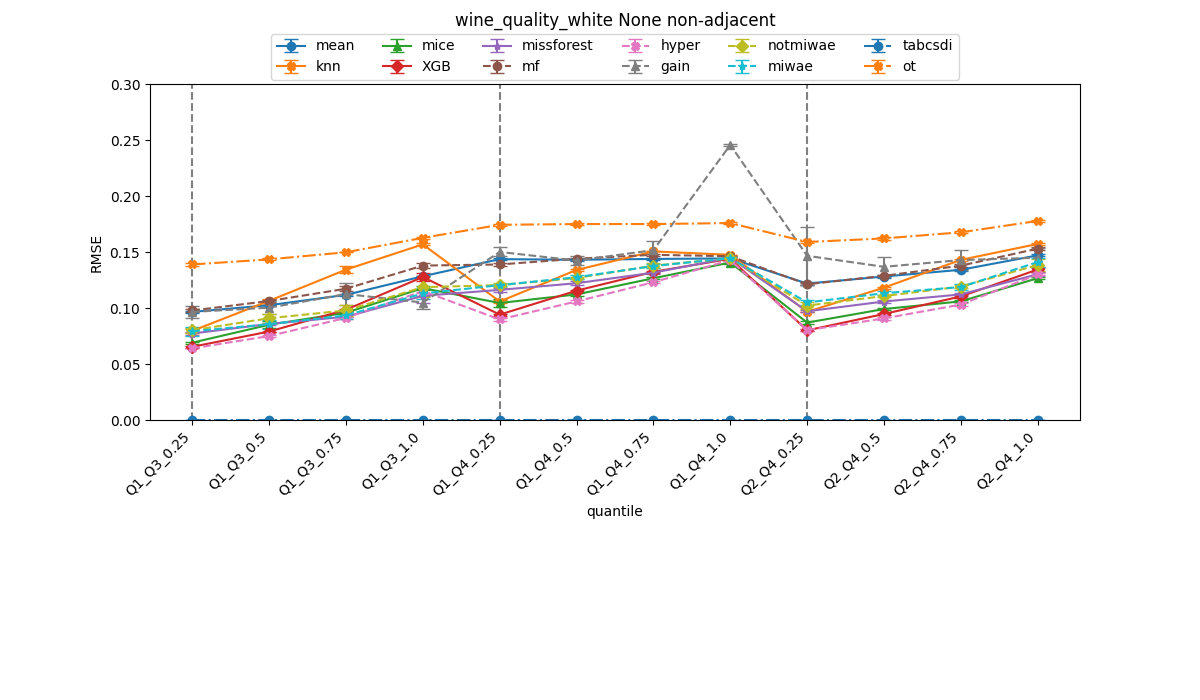 wine_quality_white None non-adjacent
mean mice missforest hyper notmiwae tabcsdi
knn XGB mf gain miwae ot
0.30
0.25
0.20
0.15
0.10
0.05
0.00
RMSE
Q1_Q3_0.25 Q1_Q3_0.5 Q1_Q3_0.75 Q1_Q3_1.0 Q1_Q4_0.25 Q1_Q4_0.5 Q1_Q4_0.75 Q1_Q4_1.0 Q2_Q4_0.25 Q2_Q4_0.5 Q2_Q4_0.75 Q2_Q4_1.0
quantile